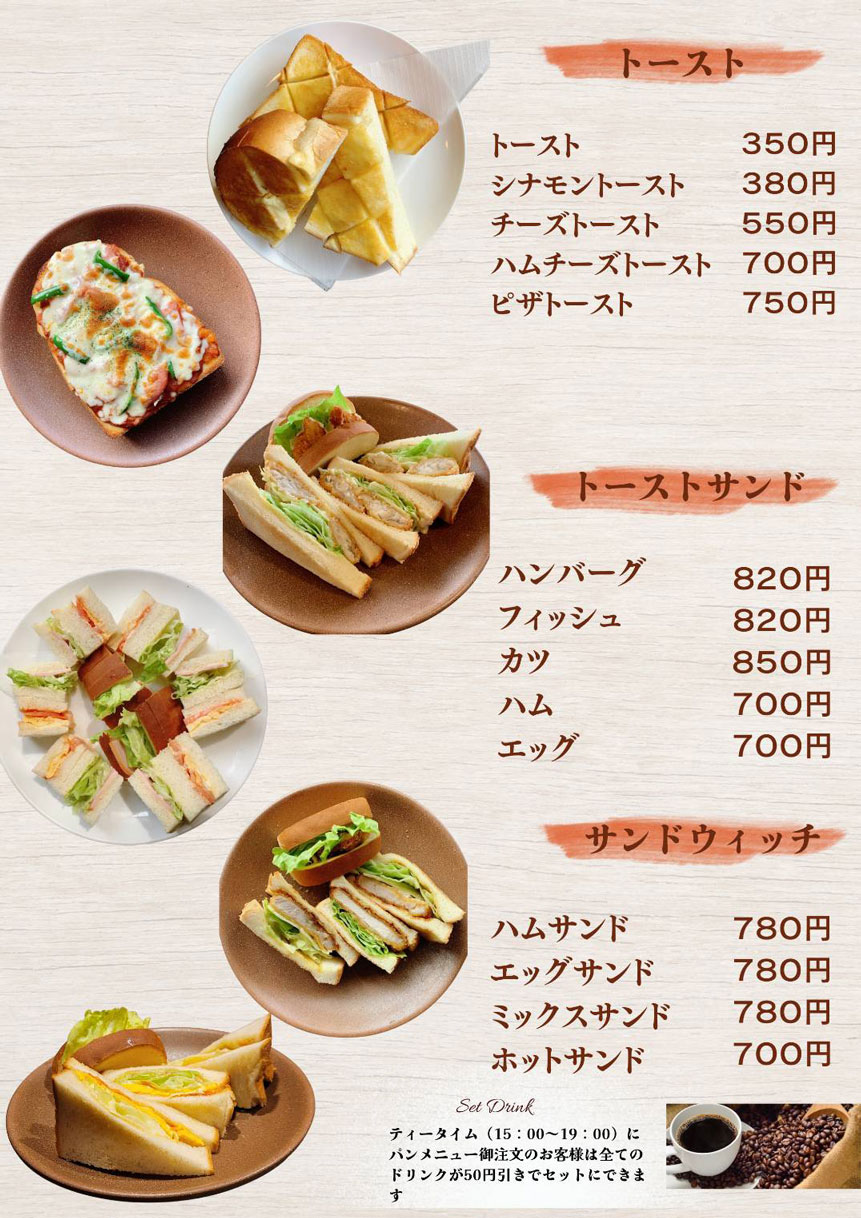 トースト
トースト 350円
シナモントースト 380円
チーズトースト 550円
ハムチーズトースト 700円
ピザトースト 750円
トーストサンド
ハンバーグ 820円
フィッシュ 820円
カツ 850円
ハム 700円
エッグ 700円
サンドウィッチ
ハムサンド 780円
エッグサンド 780円
ミックスサンド 780円
ホットサンド 700円
Set Drink
ティータイム（15：00〜19：00）に
パンメニュー御注文のお客様は全ての
ドリンクが50円引きでセットにできま
す